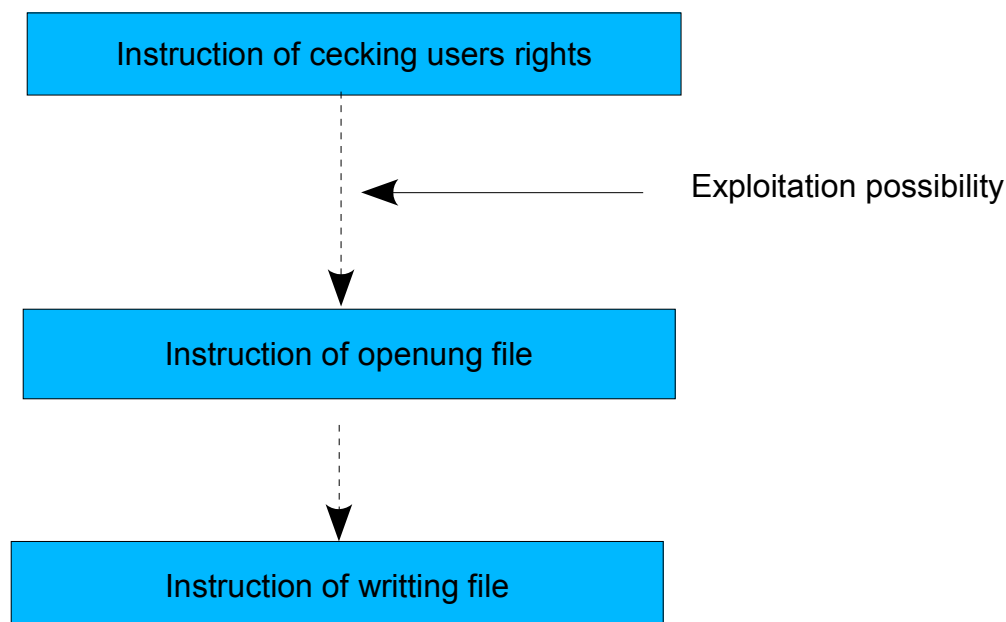 Instruction of cecking users rights
Exploitation possibility
Instruction of openung file
Instruction of writting file